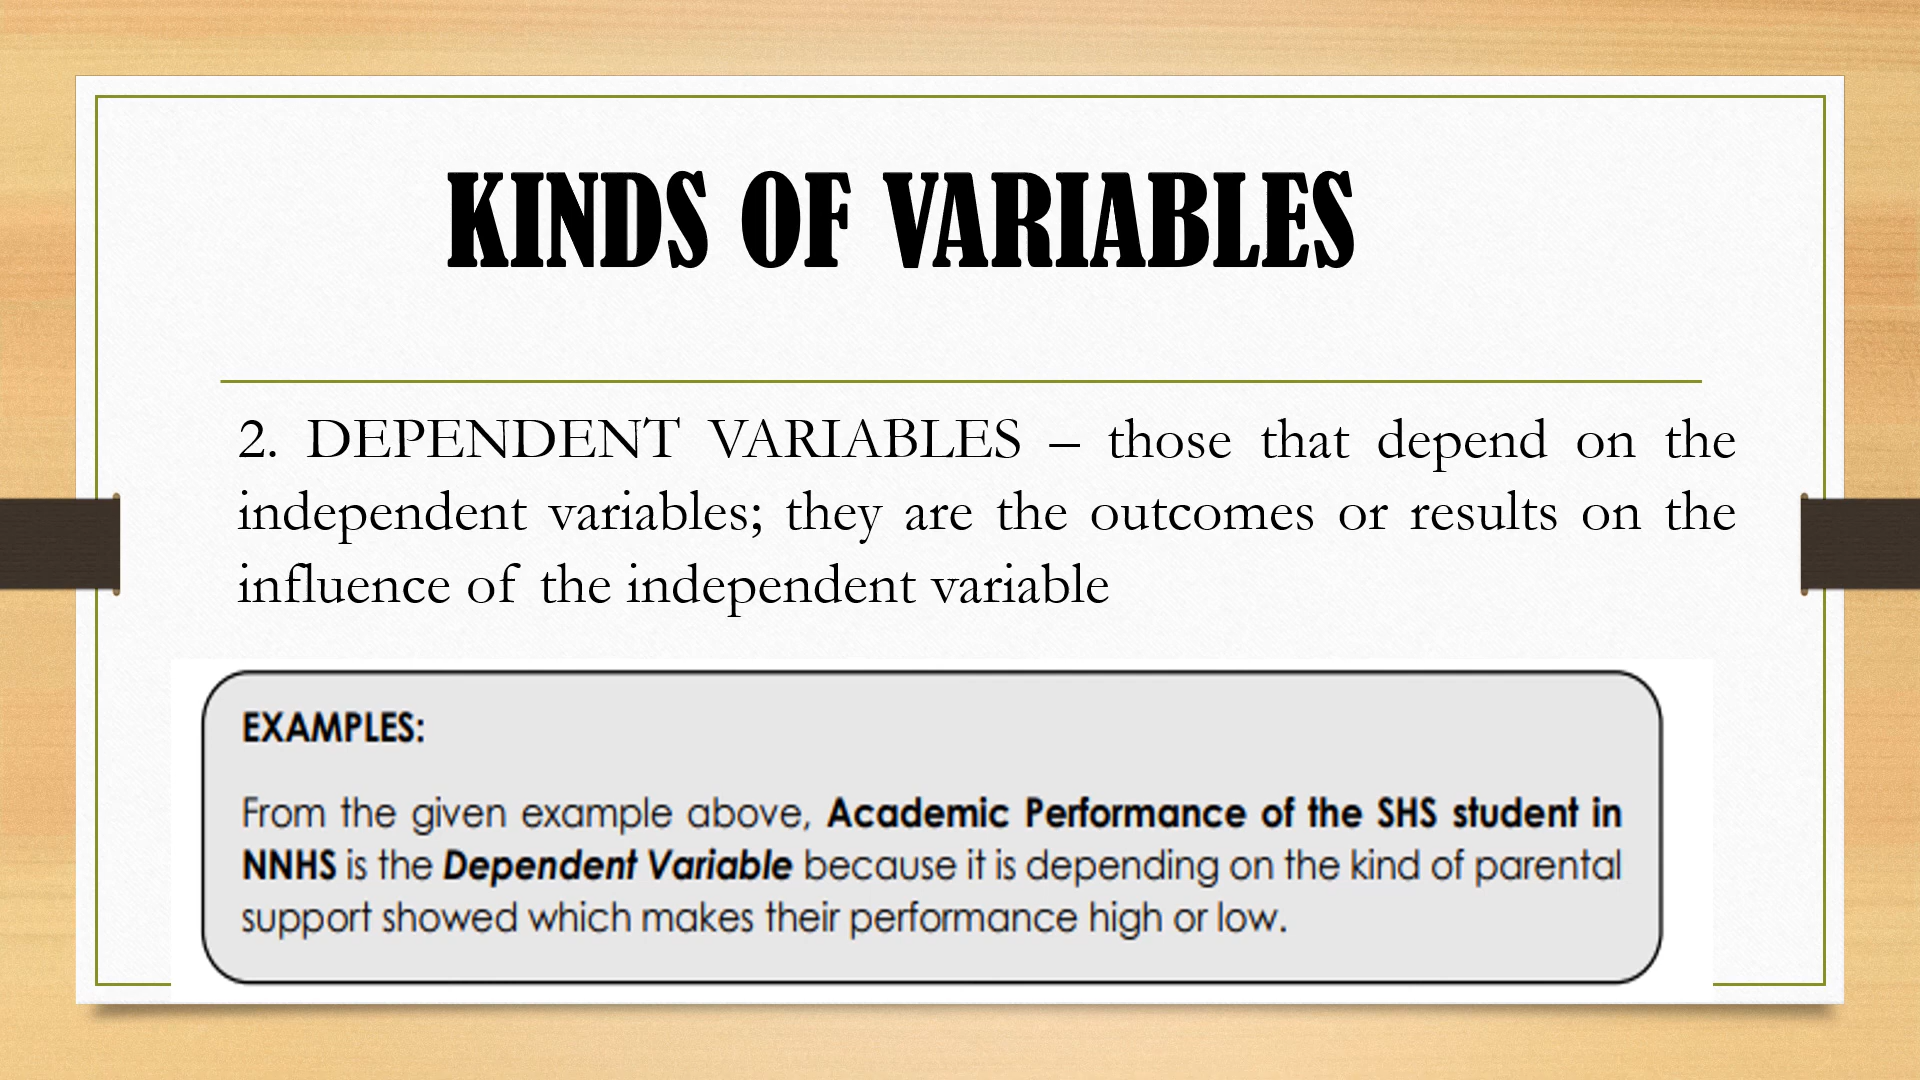 KINDS OF VARIABLES
2. DEPENDENT VARIABLES – those that depend on the
independent variables; they are the outcomes or results on the
influence of the independent variable
EXAMPLES:
From the given example above, Academic Performance of the SHS student in
NNHS is the Dependent Variable because it is depending on the kind of parental
support showed which makes their performance high or low.